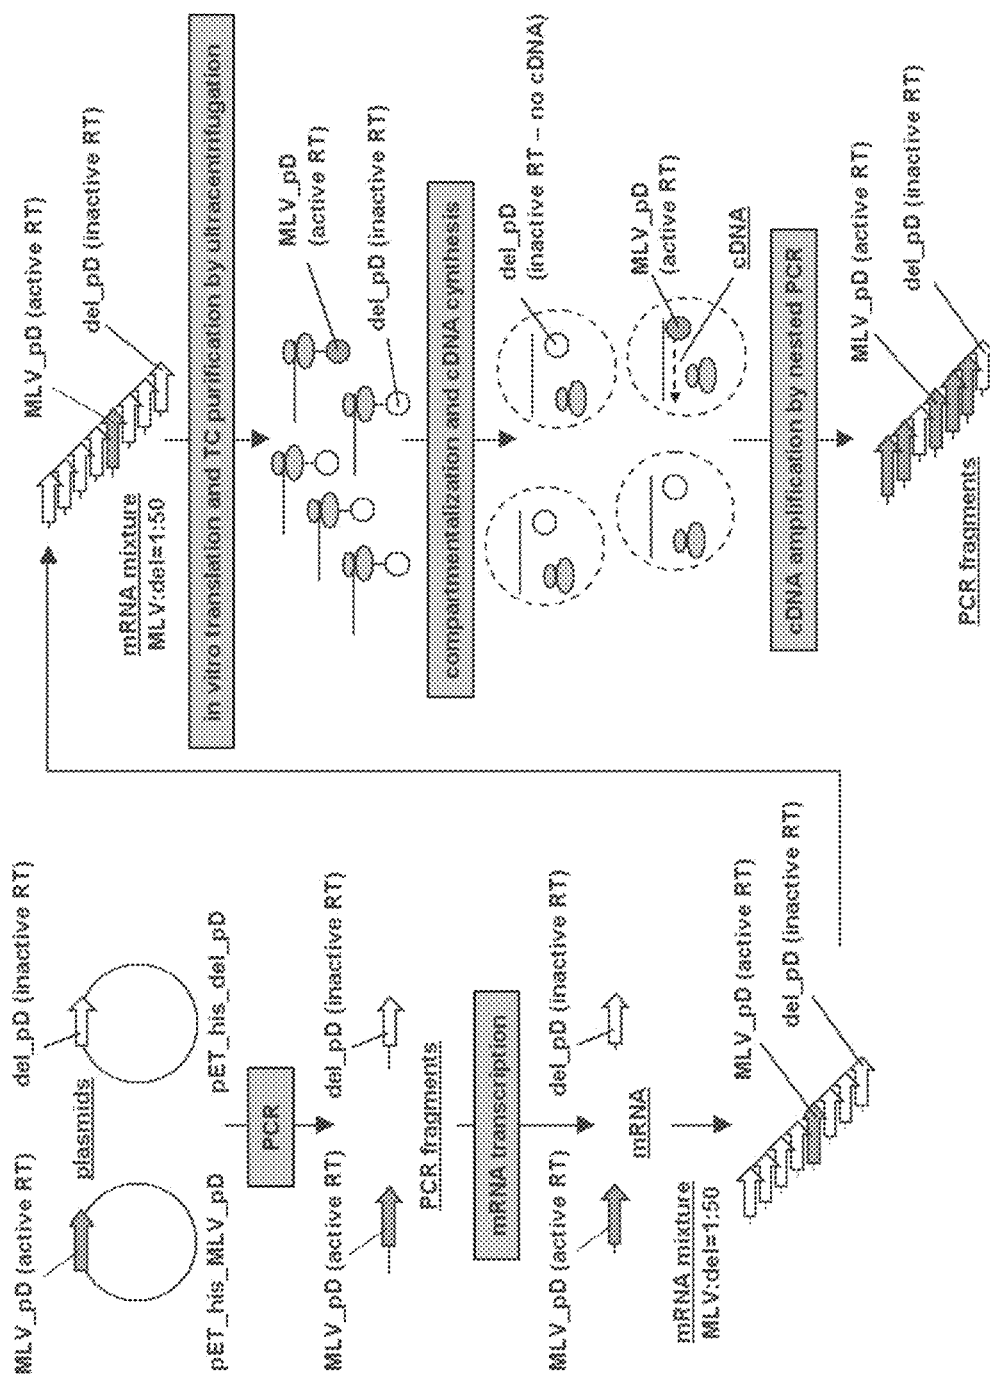 MLV_pD (active RT)
del_pD (inactive RT)
plasmids
pET_his_MLV_pD
pET_his_del_pD
PCR
MLV_pD (active RT)
del_pD (inactive RT)
PCR fragments
mRNA transcription
MLV_pD (active RT)
del_pD (inactive RT)
mRNA
mRNA mixture
MLV:del=1:50
MLV_pD (active RT)
del_pD (inactive RT)
MLV_pD (active RT)
del_pD (inactive RT)
mRNA mixture
MLV:del=1:50
in vitro translation and TC purification by ultracentrifugation
MLV_pD
(active RT)
del_pD (inactive RT)
compartmentalization and cDNA cynthesis
del_pD
(inactive RT – no cDNA)
MLV_pD
(active RT)
cDNA
cDNA amplification by nested PCR
MLV_pD (active RT)
del_pD (inactive RT)
PCR fragments